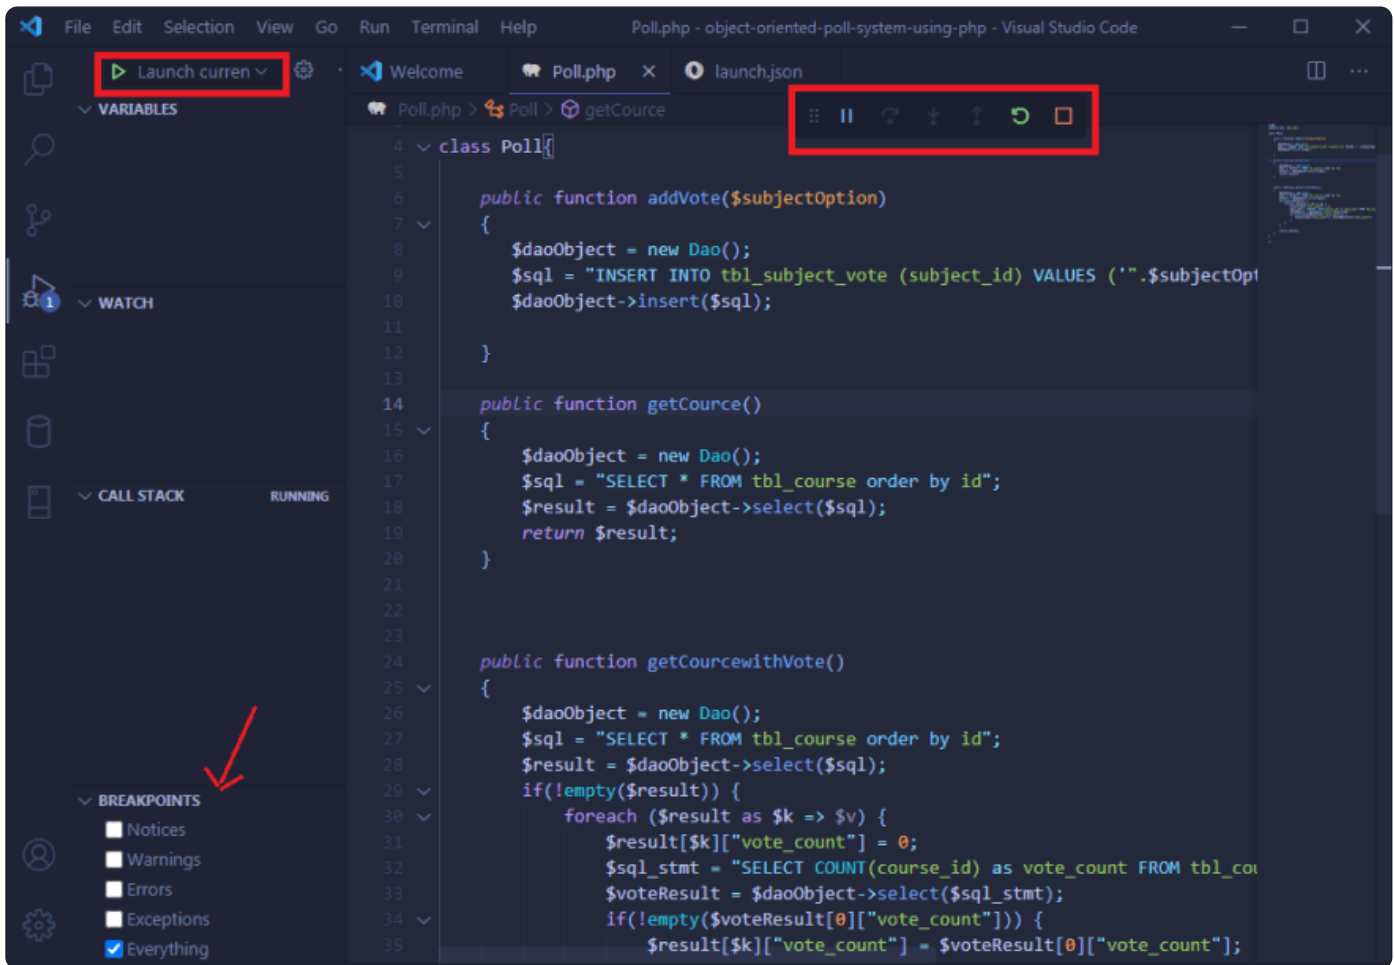 File Edit Selection View Go Run Terminal Help Poll.php - object-oriented-poll-system-using-php - Visual Studio Code
Launch curren
Welcome Poll.php launch.json
VARIABLES
Poll.php > Poll > getCource
4 class Poll{
5
6 public function addVote($subjectOption)
7 {
8 $daoObject = new Dao();
9 $sql = "INSERT INTO tbl_subject_vote (subject_id) VALUES ('".$subjectOpt
10 $daoObject->insert($sql);
11
12 }
13
14 public function getCource()
15 {
16 $daoObject = new Dao();
17 $sql = "SELECT * FROM tbl_course order by id";
18 $result = $daoObject->select($sql);
19 return $result;
20 }
21
22
23
24 public function getCourcewithVote()
25 {
26 $daoObject = new Dao();
27 $sql = "SELECT * FROM tbl_course order by id";
28 $result = $daoObject->select($sql);
29 if(!empty($result)) {
30 foreach ($result as $k => $v) {
31 $result[$k]["vote_count"] = 0;
32 $sql_stmt = "SELECT COUNT(course_id) as vote_count FROM tbl_cou
33 $voteResult = $daoObject->select($sql_stmt);
34 if(!empty($voteResult[0]["vote_count"])) {
35 $result[$k]["vote_count"] = $voteResult[0]["vote_count"];
1
WATCH
CALL STACK RUNNING
BREAKPOINTS
Notices
Warnings
Errors
Exceptions
Everything